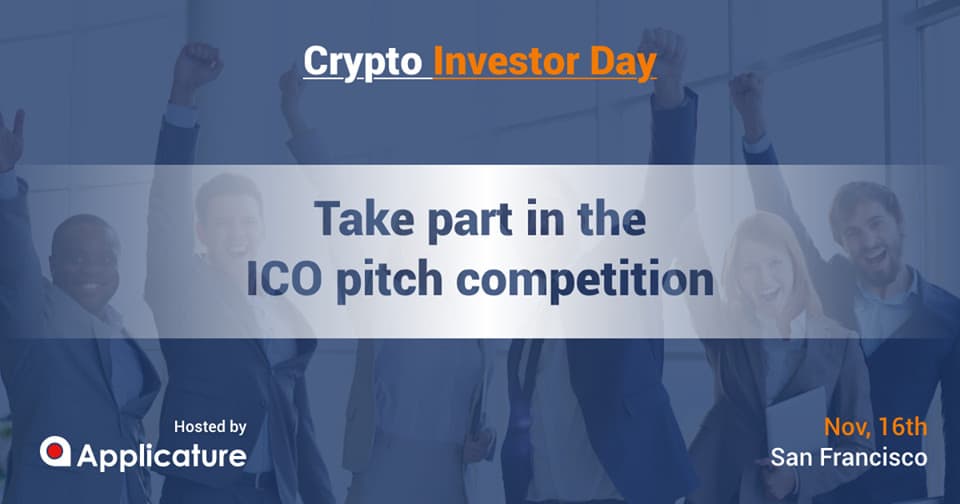 Crypto Investor Day
Take part in the
ICO pitch competition
Hosted by
Applicature
Nov, 16th
San Francisco